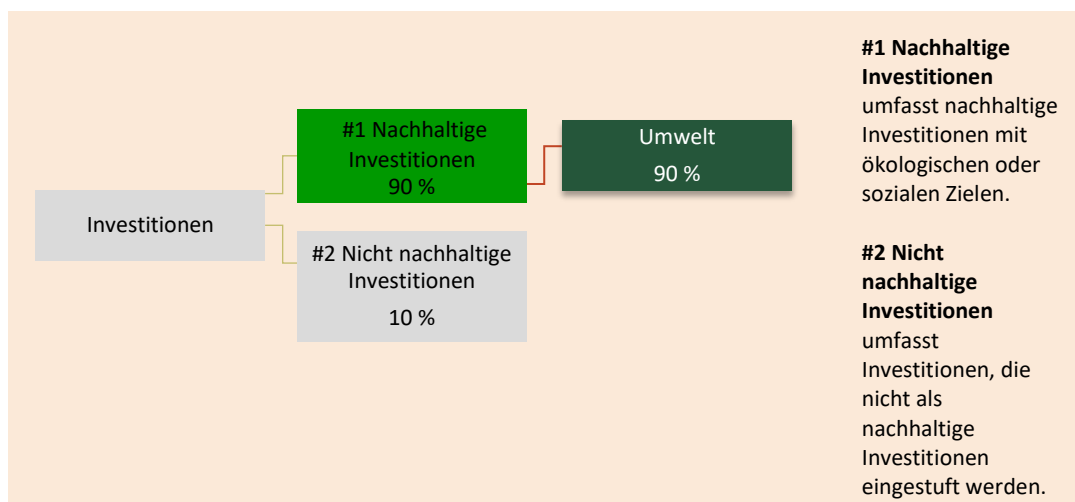 Investitionen
#1 Nachhaltige
Investitionen
90 %
Umwelt
90 %
#2 Nicht nachhaltige
Investitionen
10 %
#1 Nachhaltige
Investitionen
umfasst nachhaltige
Investitionen mit
ökologischen oder
sozialen Zielen.
#2 Nicht
nachhaltige
Investitionen
umfasst
Investitionen, die
nicht als
nachhaltige
Investitionen
eingestuft werden.